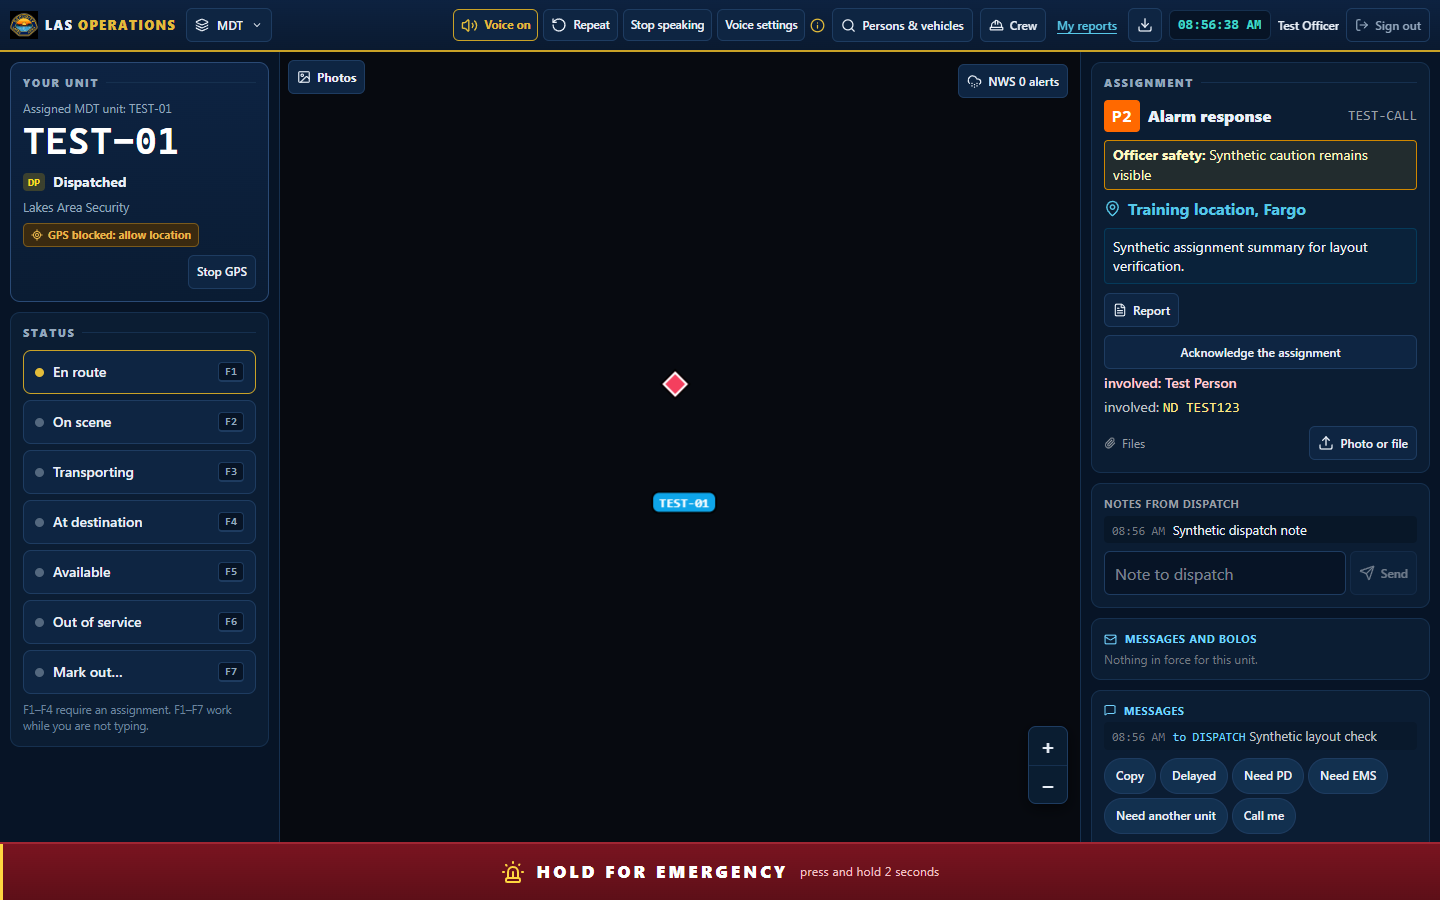 LAS OPERATIONS
MDT
Voice on
Repeat
Stop speaking
Voice settings
Persons & vehicles
Crew
My reports
08:56:38 AM
Test Officer
Sign out
YOUR UNIT
Assigned MDT unit: TEST-01
TEST-01
DP Dispatched
Lakes Area Security
GPS blocked: allow location
Stop GPS
STATUS
En route F1
On scene F2
Transporting F3
At destination F4
Available F5
Out of service F6
Mark out... F7
F1–F4 require an assignment. F1–F7 work
while you are not typing.
Photos
NWS 0 alerts
TEST-01
+
−
ASSIGNMENT
P2 Alarm response TEST-CALL
Officer safety: Synthetic caution remains
visible
Training location, Fargo
Synthetic assignment summary for layout
verification.
Report
Acknowledge the assignment
involved: Test Person
involved: ND TEST123
Files
Photo or file
NOTES FROM DISPATCH
08:56 AM Synthetic dispatch note
Note to dispatch
Send
MESSAGES AND BOLOS
Nothing in force for this unit.
MESSAGES
08:56 AM to DISPATCH Synthetic layout check
Copy
Delayed
Need PD
Need EMS
Need another unit
Call me
HOLD FOR EMERGENCY press and hold 2 seconds